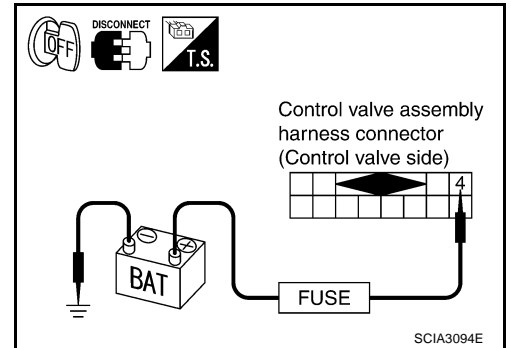 OFF
DISCONNECT
T.S.
Control valve assembly
harness connector
(Control valve side)
4
BAT
FUSE
SCIA3094E